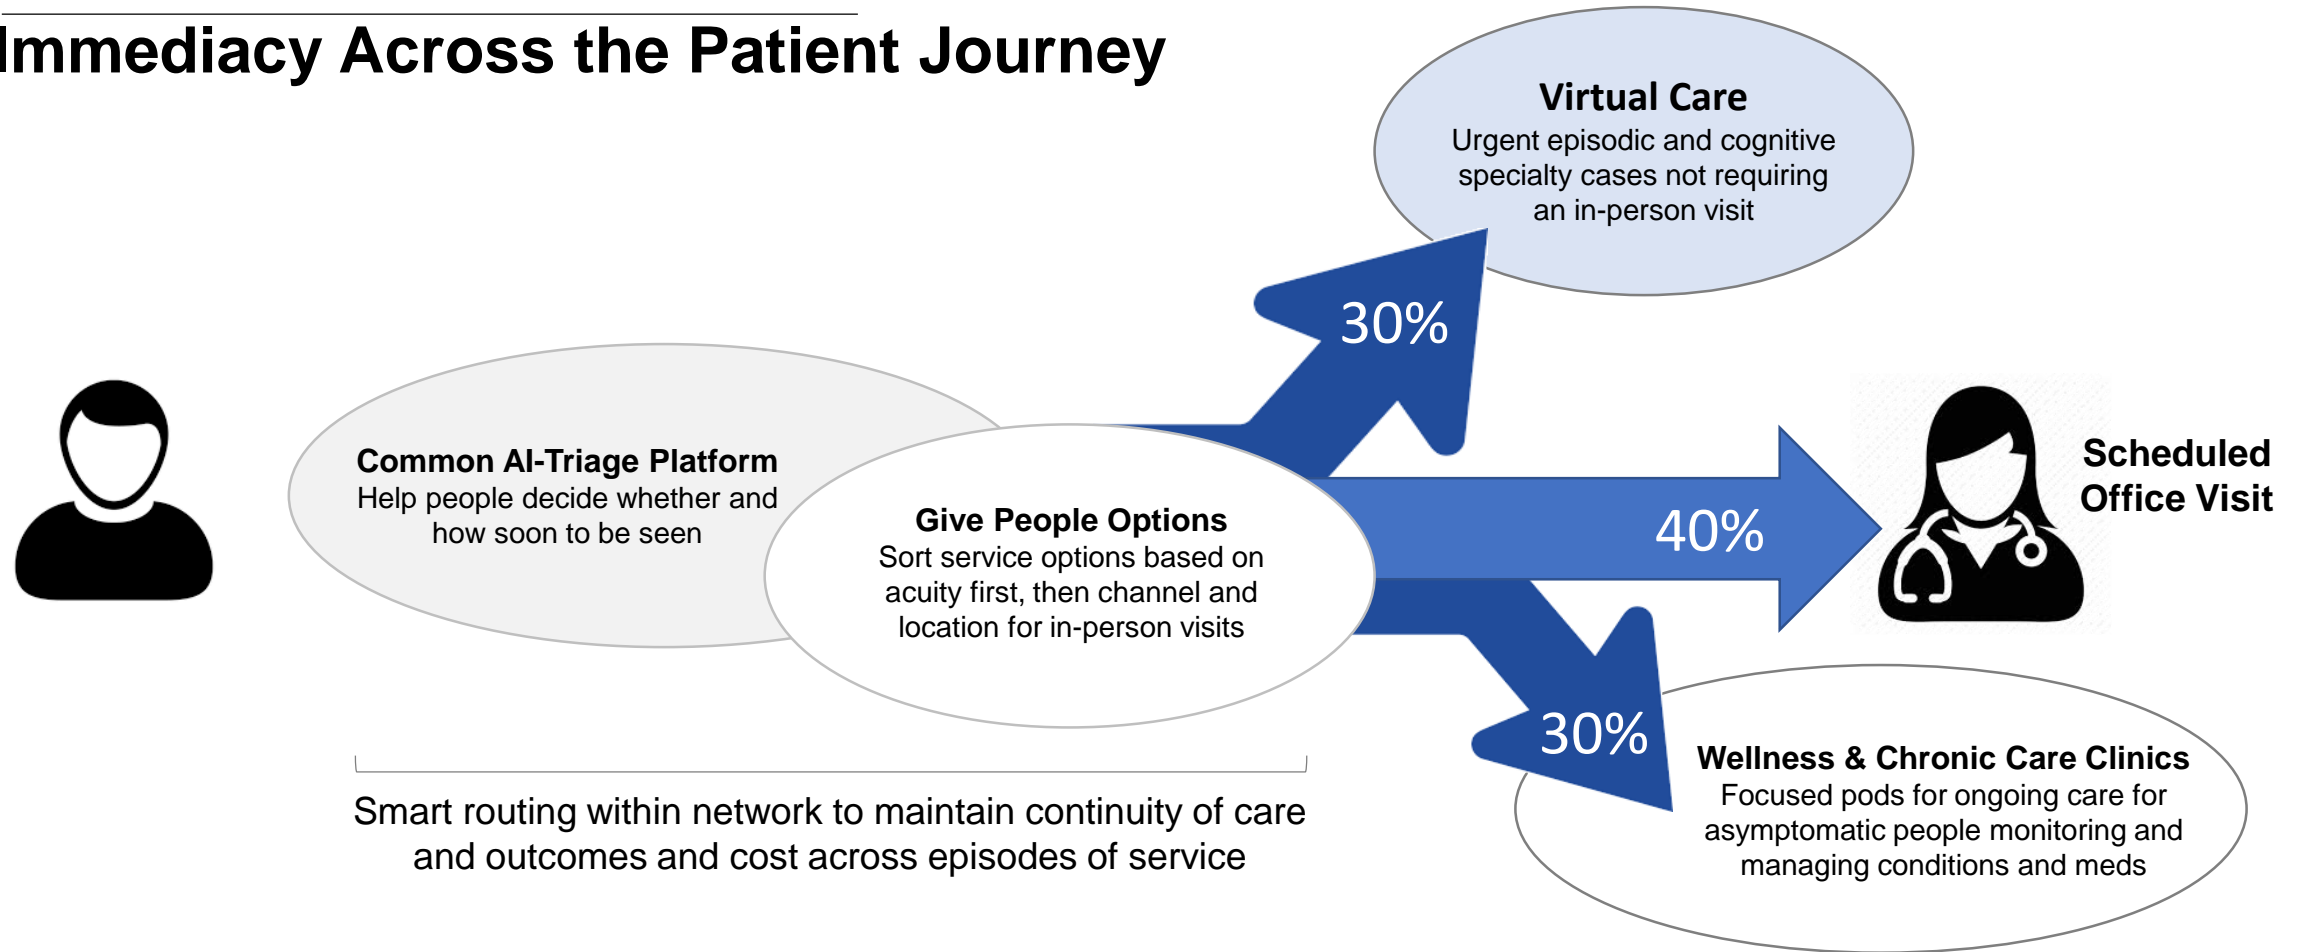 Immediacy Across the Patient Journey
Virtual Care
Urgent episodic and cognitive
specialty cases not requiring
an in-person visit
30%
Common AI-Triage Platform
Help people decide whether and
how soon to be seen
Give People Options
Sort service options based on
acuity first, then channel and
location for in-person visits
40%
Scheduled
Office Visit
30%
Wellness & Chronic Care Clinics
Focused pods for ongoing care for
asymptomatic people monitoring and
managing conditions and meds
Smart routing within network to maintain continuity of care
and outcomes and cost across episodes of service